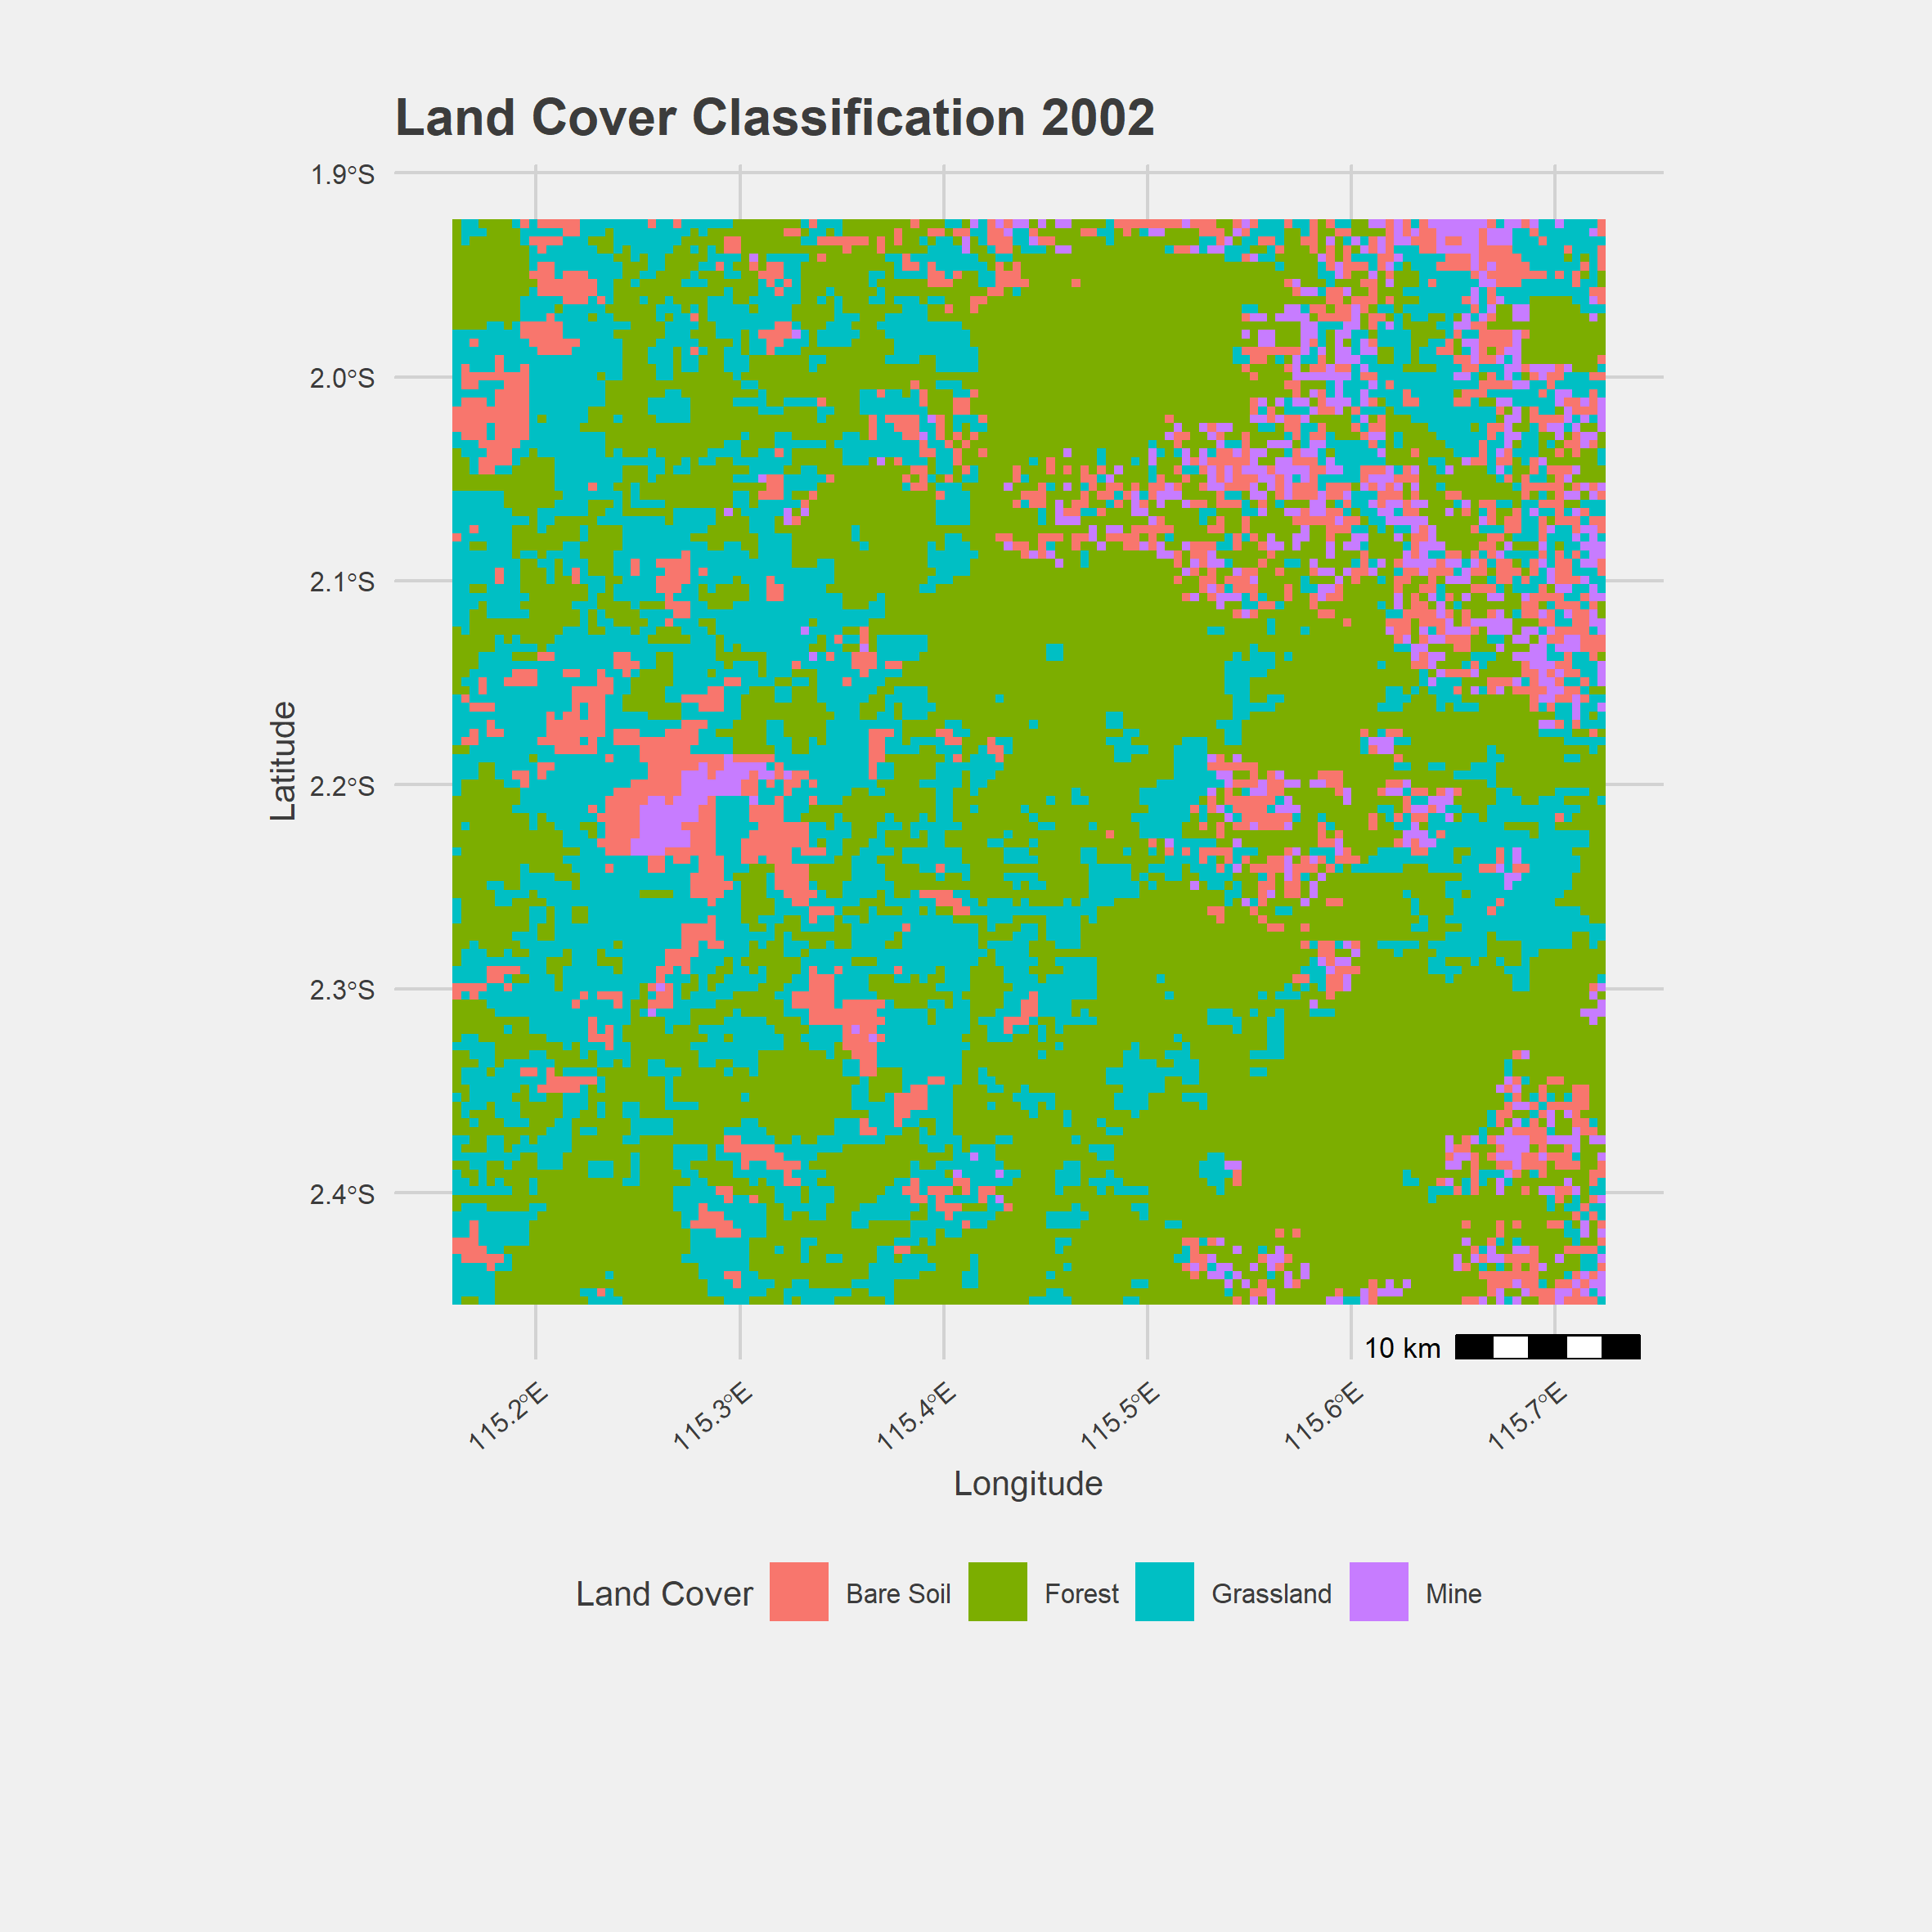 Land Cover Classification 2002
1.9°S
2.0°S
2.1°S
2.2°S
2.3°S
2.4°S
Latitude
10 km
115.2°E
115.3°E
115.4°E
115.5°E
115.6°E
115.7°E
Longitude
Land Cover Bare Soil Forest Grassland Mine